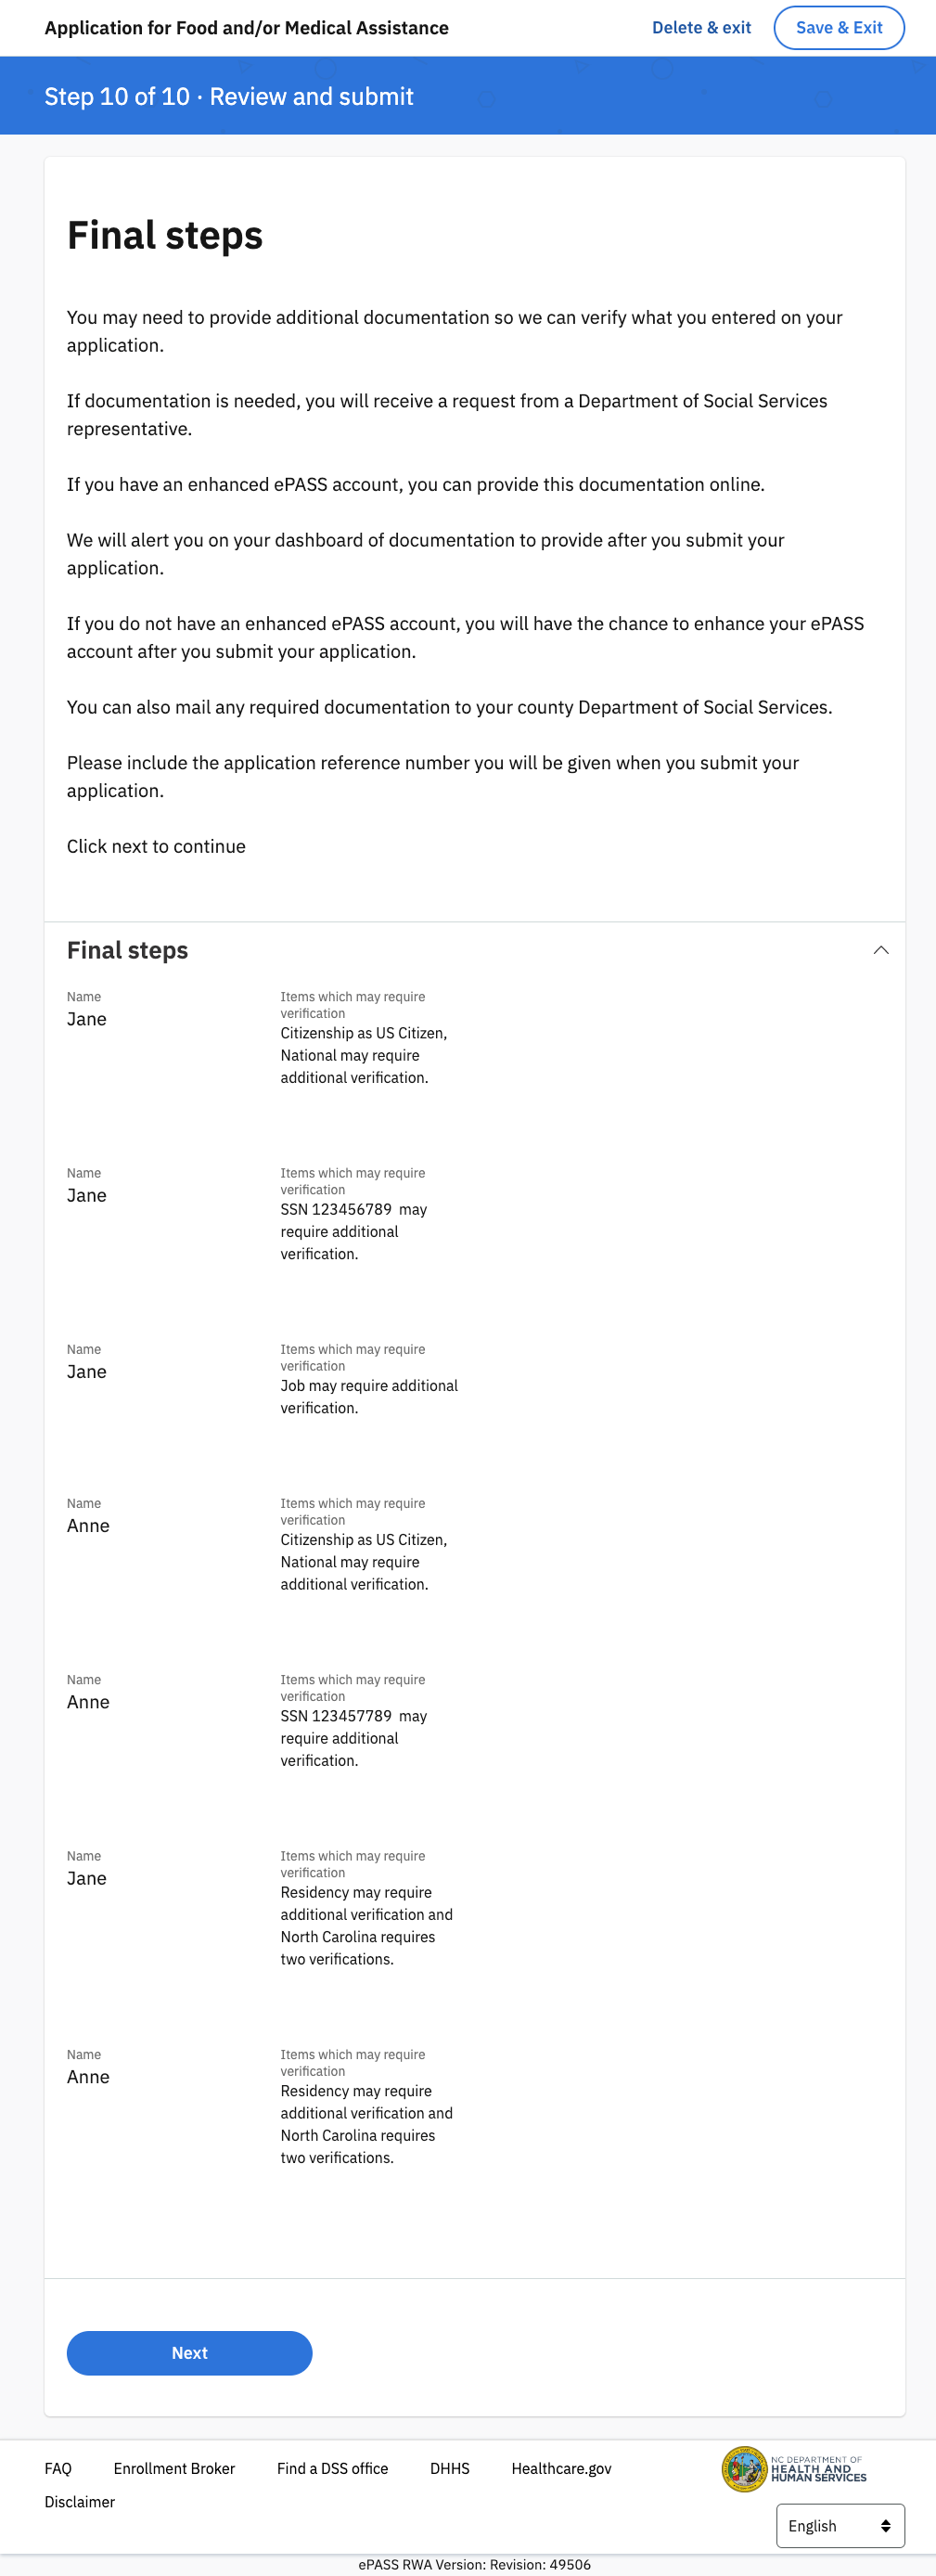 Application for Food and/or Medical Assistance
Delete & exit
Save & Exit
Step 10 of 10 · Review and submit
Final steps
You may need to provide additional documentation so we can verify what you entered on your
application.
If documentation is needed, you will receive a request from a Department of Social Services
representative.
If you have an enhanced ePASS account, you can provide this documentation online.
We will alert you on your dashboard of documentation to provide after you submit your
application.
If you do not have an enhanced ePASS account, you will have the chance to enhance your ePASS
account after you submit your application.
You can also mail any required documentation to your county Department of Social Services.
Please include the application reference number you will be given when you submit your
application.
Click next to continue
Final steps
Name
Jane
Items which may require
verification
Citizenship as US Citizen,
National may require
additional verification.
Name
Jane
Items which may require
verification
SSN 123456789 may
require additional
verification.
Name
Jane
Items which may require
verification
Job may require additional
verification.
Name
Anne
Items which may require
verification
Citizenship as US Citizen,
National may require
additional verification.
Name
Anne
Items which may require
verification
SSN 123457789 may
require additional
verification.
Name
Jane
Items which may require
verification
Residency may require
additional verification and
North Carolina requires
two verifications.
Name
Anne
Items which may require
verification
Residency may require
additional verification and
North Carolina requires
two verifications.
Next
FAQ
Enrollment Broker
Find a DSS office
DHHS
Healthcare.gov
Disclaimer
NC DEPARTMENT OF
HEALTH AND
HUMAN SERVICES
English
ePASS RWA Version: Revision: 49506